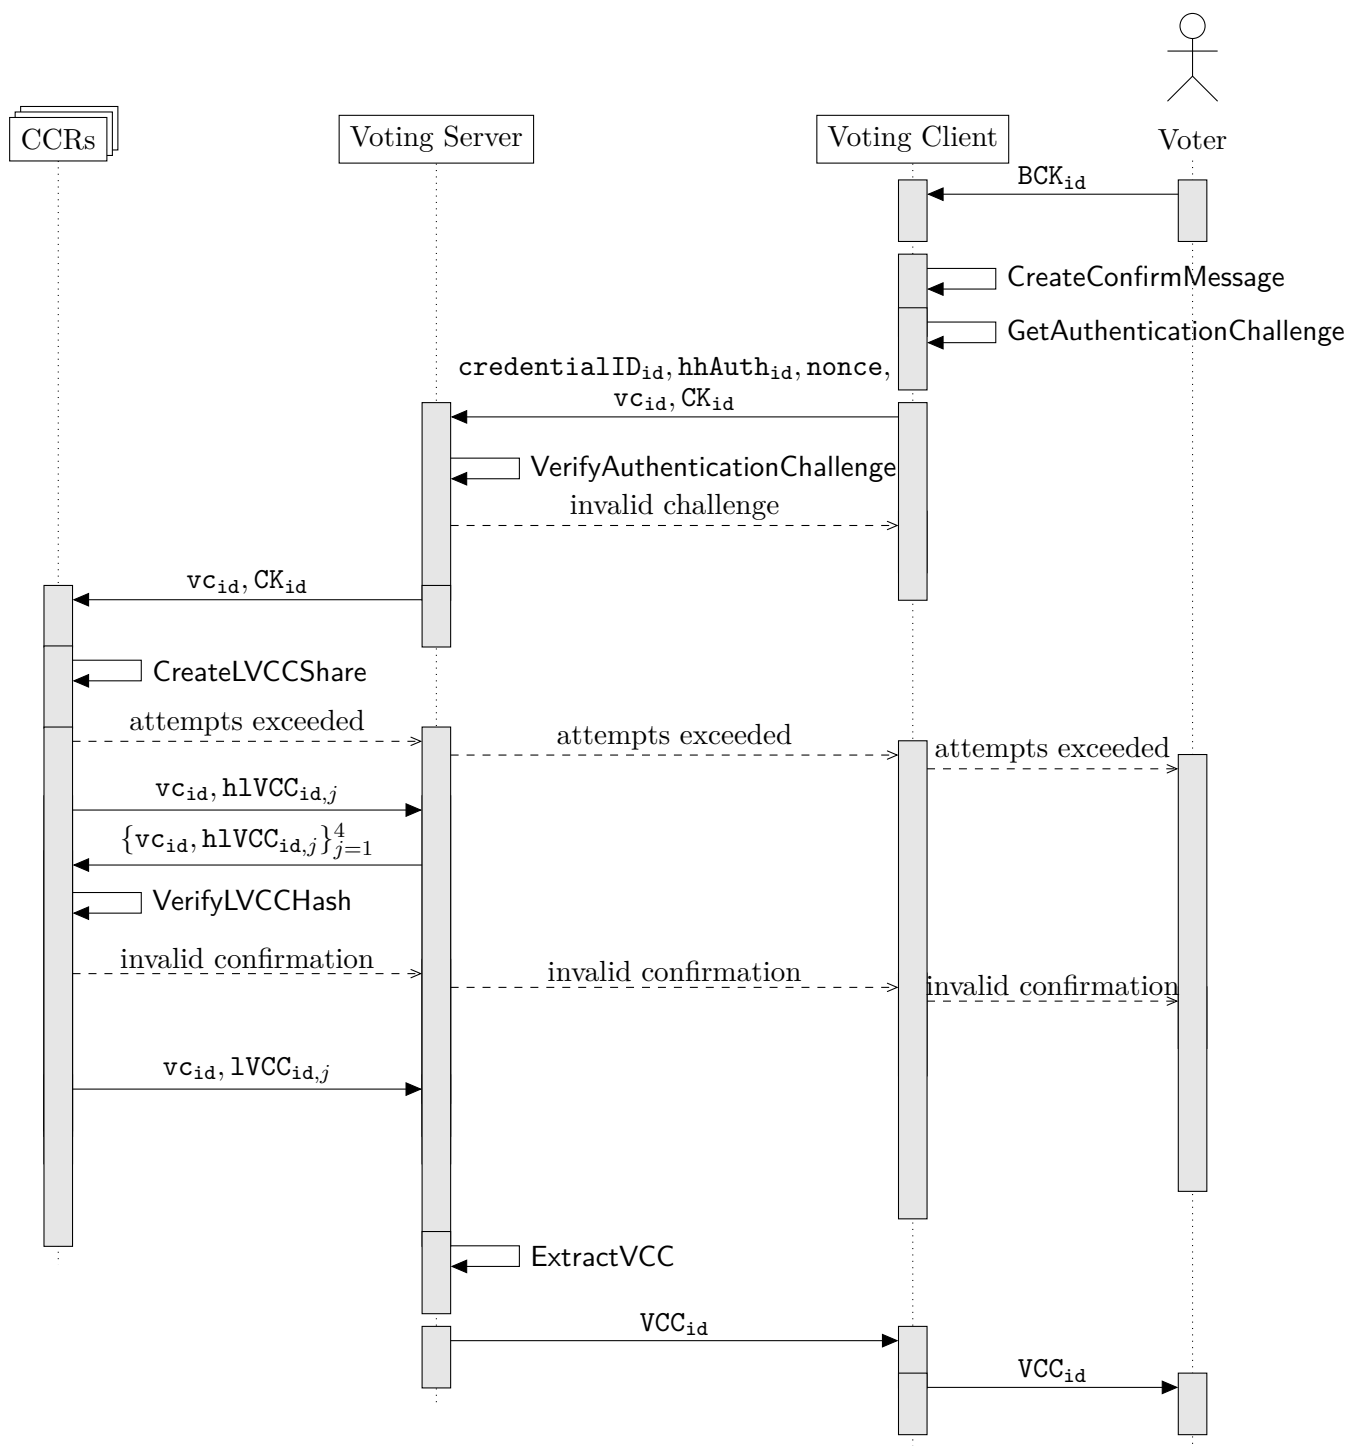 CCRs
Voting Server
Voting Client
Voter
BCK_id
CreateConfirmMessage
GetAuthenticationChallenge
credentialID_id, hhAuth_id, nonce,
vc_id, CK_id
VerifyAuthenticationChallenge
invalid challenge
vc_id, CK_id
CreateLVCCShare
attempts exceeded
attempts exceeded
attempts exceeded
vc_id, hlVCC_id,j
{vc_id, hlVCC_id,j}^4_j=1
VerifyLVCCHash
invalid confirmation
invalid confirmation
invalid confirmation
vc_id, lVCC_id,j
ExtractVCC
VCC_id
VCC_id